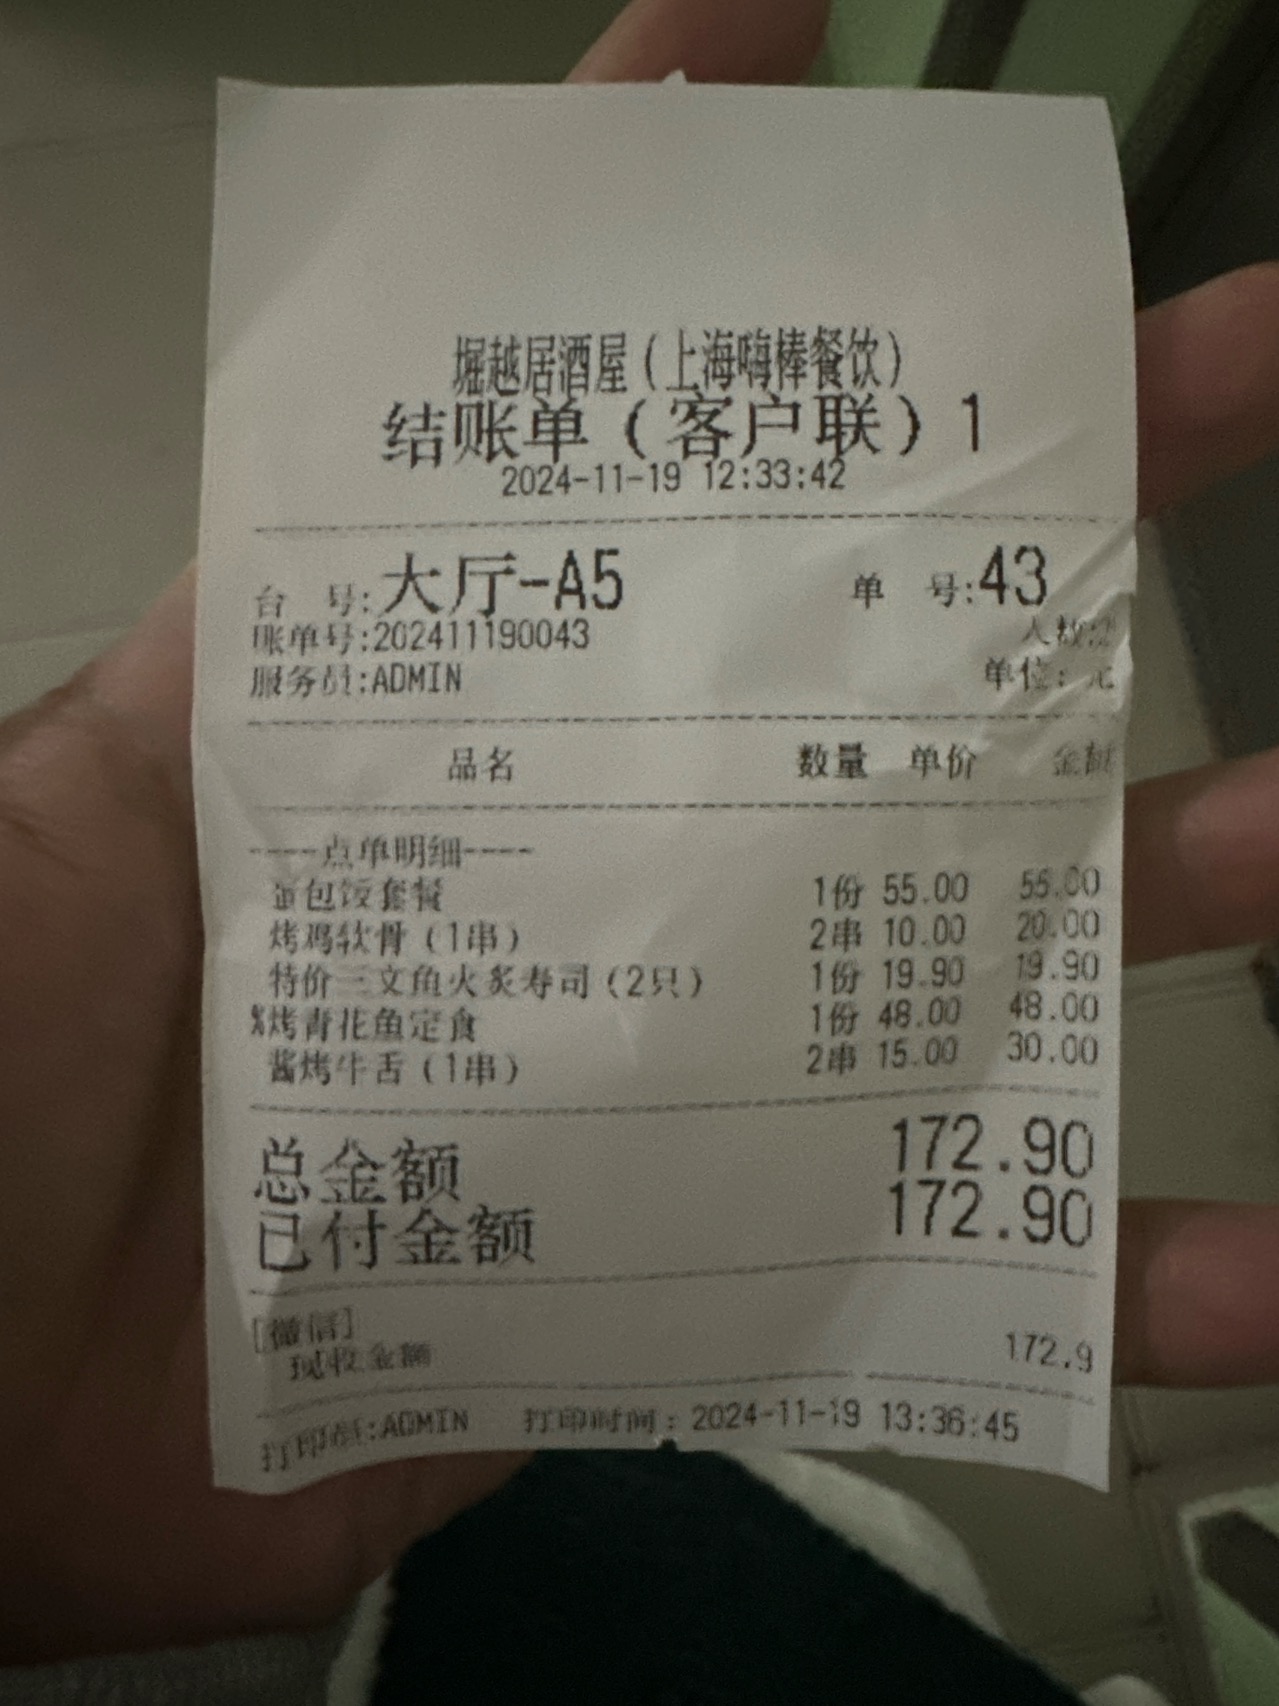 堀越居酒屋（上海嗨棒餐饮）
结账单（客户联）1
2024-11-19 12:33:42
台 号:大厅-A5 单 号:43
账单号:202411190043 人数:2
服务员:ADMIN 单位: 元
品名 数量 单价 金额
----点单明细----
蛋包饭套餐 1份 55.00 55.00
烤鸡软骨（1串） 2串 10.00 20.00
特价三文鱼火炙寿司（2只） 1份 19.90 19.90
烤青花鱼定食 1份 48.00 48.00
酱烤牛舌（1串） 2串 15.00 30.00
总金额 172.90
已付金额 172.90
[微信]
现收金额 172.9
打印员:ADMIN 打印时间: 2024-11-19 13:36:45